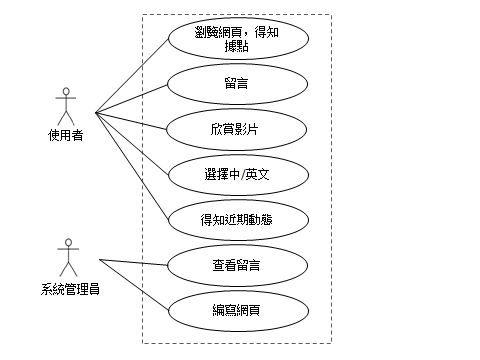 瀏覽網頁，得知
據點
留言
欣賞影片
使用者
選擇中/英文
得知近期動態
查看留言
系統管理員
編寫網頁